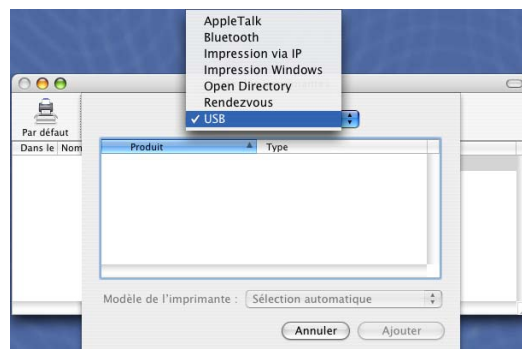 AppleTalk
Bluetooth
Impression via IP
Impression Windows
Open Directory
Rendezvous
✓ USB
Par défaut
Dans le Nom
Produit Type
Modèle de l'imprimante : Sélection automatique
Annuler Ajouter